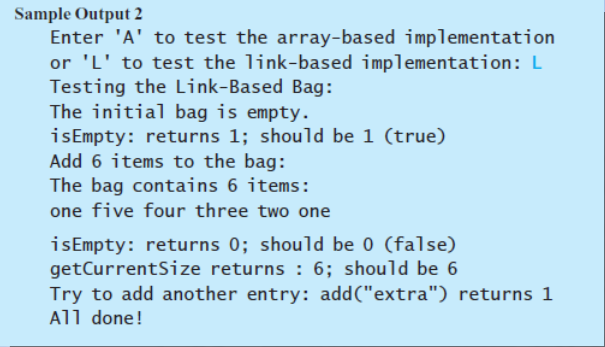 Sample Output 2
Enter 'A' to test the array-based implementation
or 'L' to test the link-based implementation: L
Testing the Link-Based Bag:
The initial bag is empty.
isEmpty: returns 1; should be 1 (true)
Add 6 items to the bag:
The bag contains 6 items:
one five four three two one
isEmpty: returns 0; should be 0 (false)
getCurrentSize returns : 6; should be 6
Try to add another entry: add("extra") returns 1
All done!